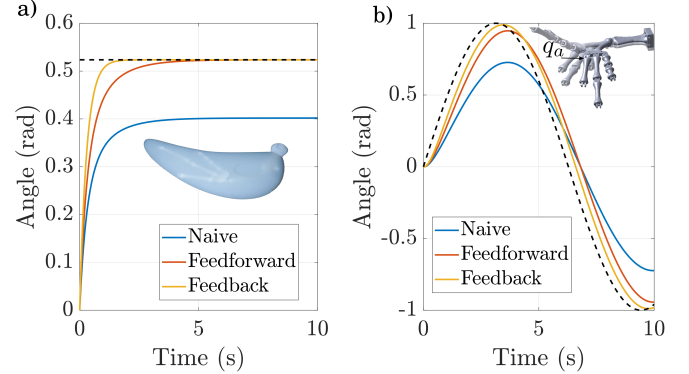 a)
0.6
0.5
0.4
0.3
0.2
0.1
0
Angle (rad)
Naive
Feedforward
Feedback
0
5
10
Time (s)
b)
1
0.5
0
-0.5
-1
Angle (rad)
q_a
Naive
Feedforward
Feedback
0
5
10
Time (s)